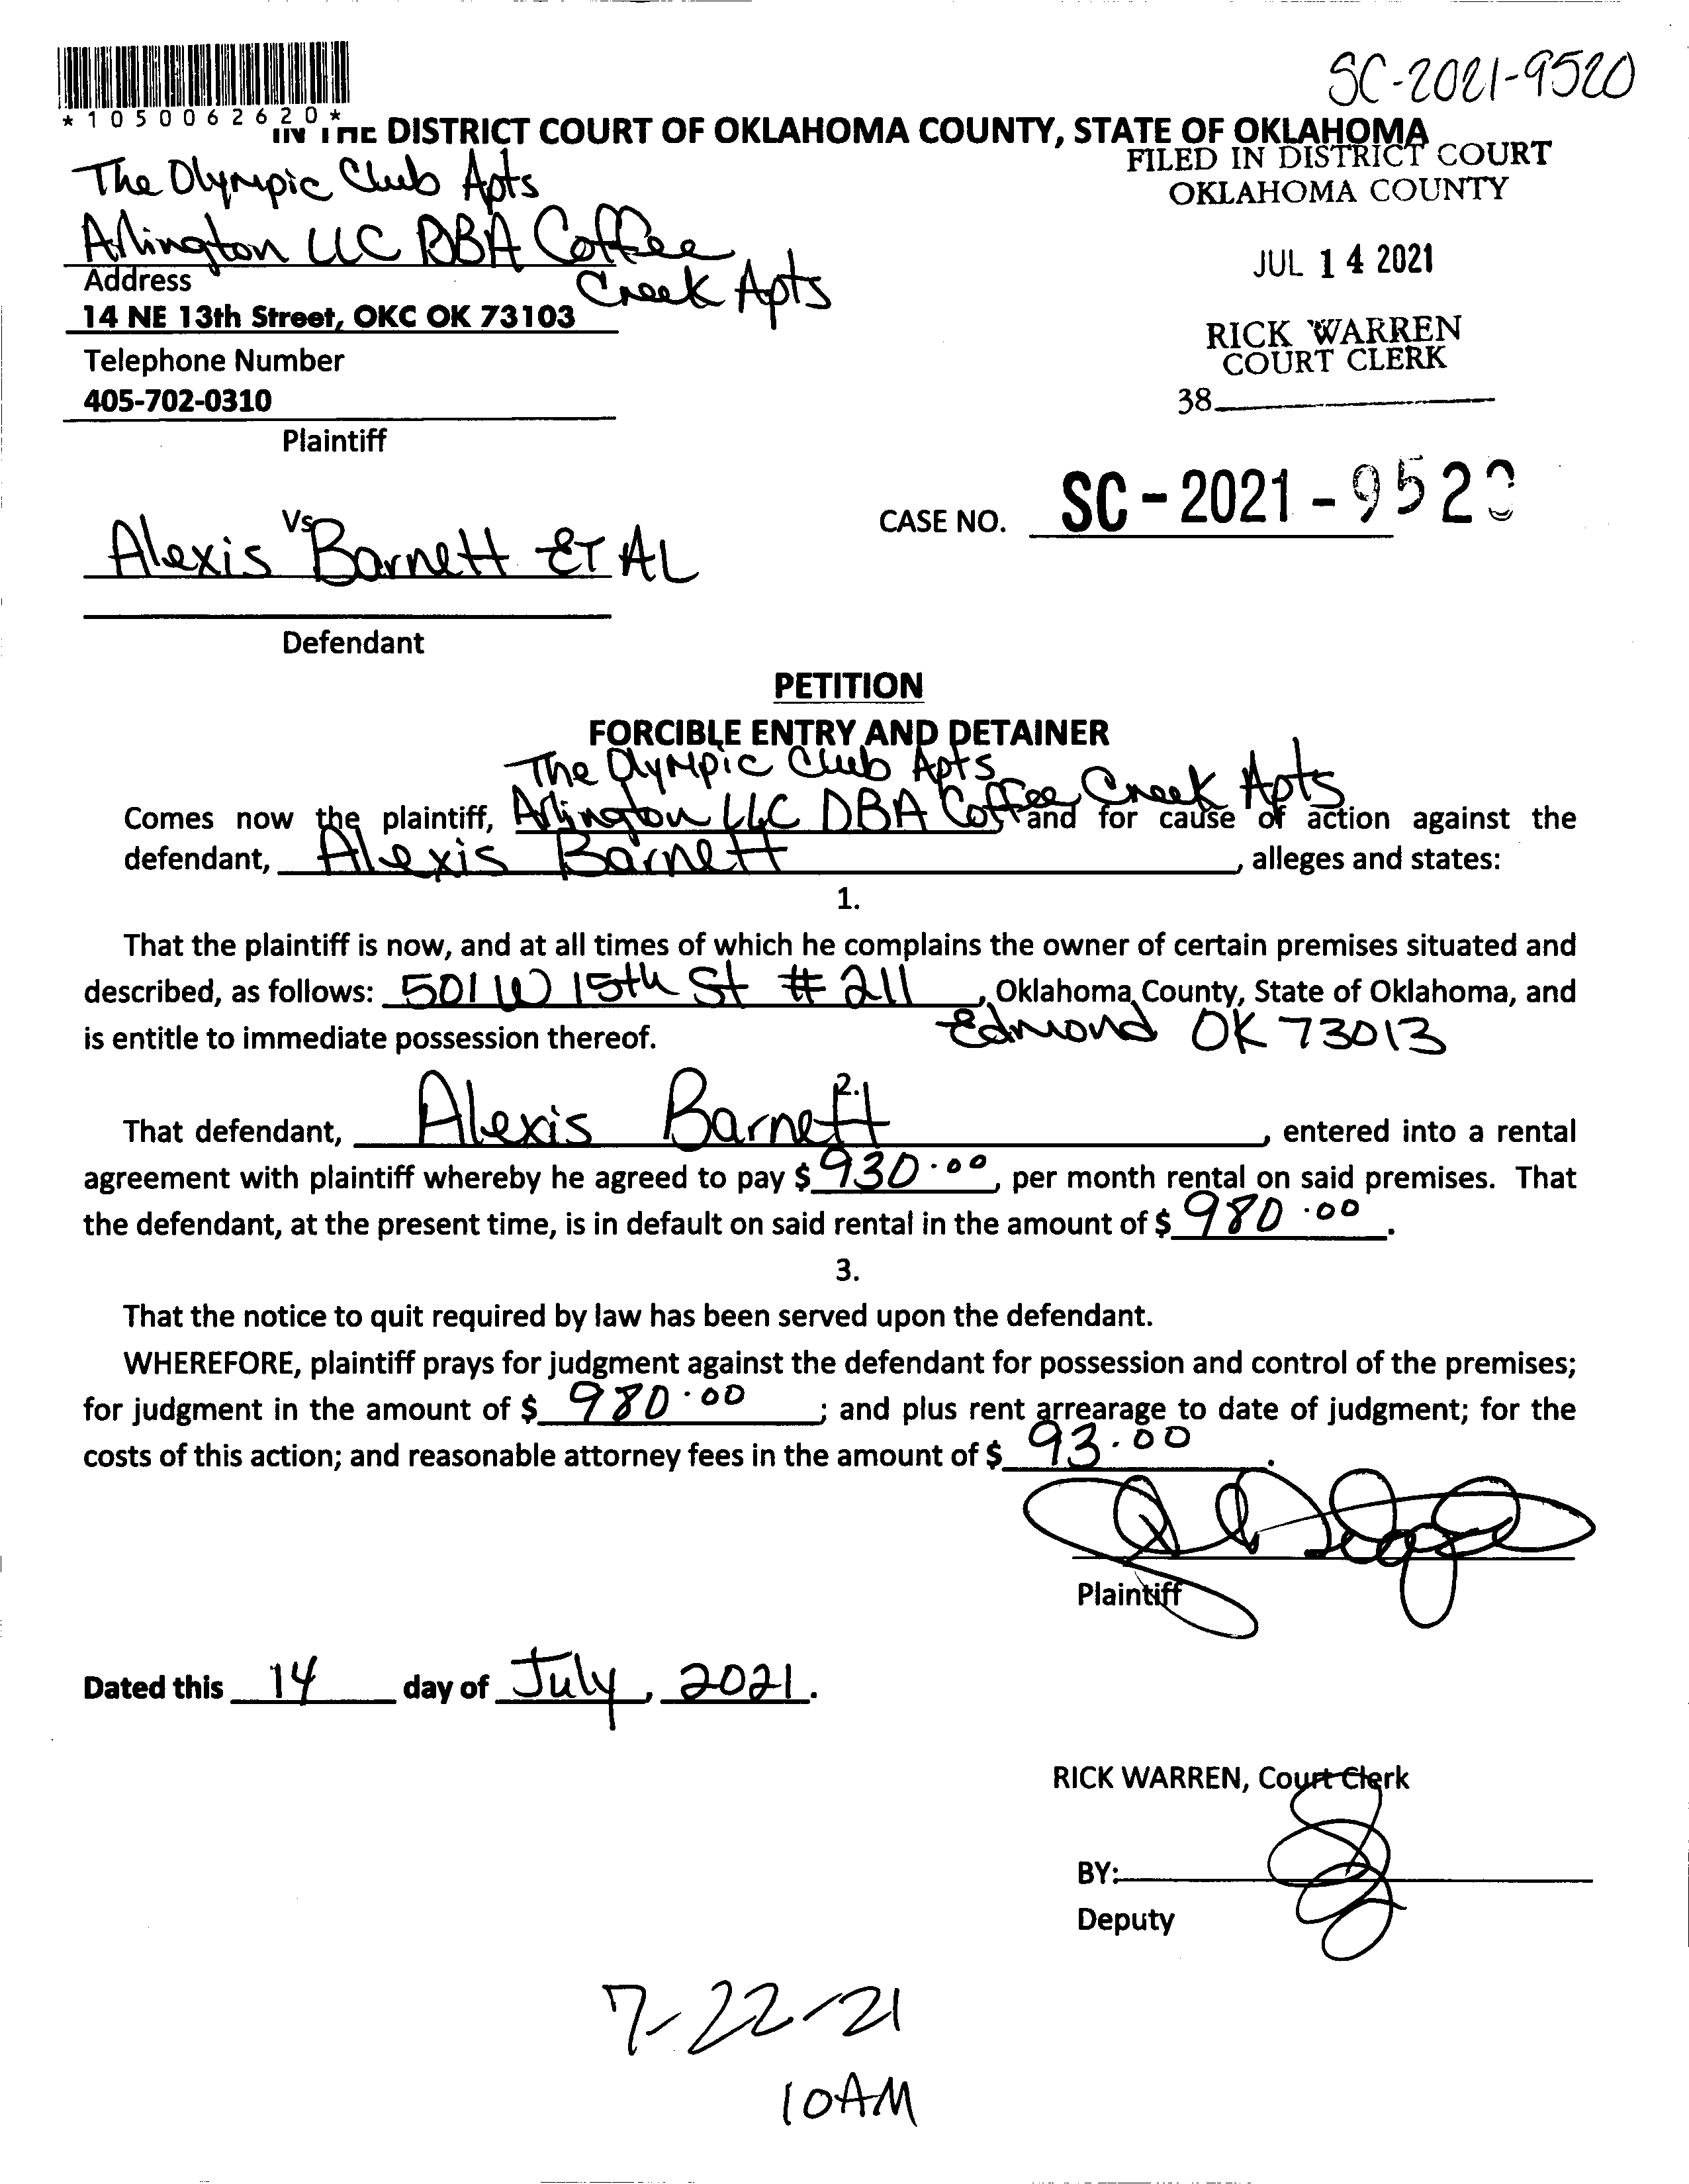 SC-2021-9520
*1050062620*
IN THE DISTRICT COURT OF OKLAHOMA COUNTY, STATE OF OKLAHOMA
FILED IN DISTRICT COURT
OKLAHOMA COUNTY
JUL 14 2021
RICK WARREN
COURT CLERK
38
The Olympic Club Apts
Arlington LLC DBA Coffee
Creek Apts
Address
14 NE 13th Street, OKC OK 73103
Telephone Number
405-702-0310
Plaintiff
Vs
Alexis Barnett ET AL
Defendant
CASE NO. SC-2021-9520
PETITION
FORCIBLE ENTRY AND DETAINER
The Olympic Club Apts
Comes now the plaintiff, Arlington LLC DBA Coffee Creek Apts and for cause of action against the
defendant, Alexis Barnett, alleges and states:
1.
That the plaintiff is now, and at all times of which he complains the owner of certain premises situated and
described, as follows: 501 W 15th St # 211, Oklahoma County, State of Oklahoma, and
Edmond OK 73013
is entitle to immediate possession thereof.
2.
That defendant, Alexis Barnett, entered into a rental
agreement with plaintiff whereby he agreed to pay $ 930.00, per month rental on said premises. That
the defendant, at the present time, is in default on said rental in the amount of $ 980.00.
3.
That the notice to quit required by law has been served upon the defendant.
WHEREFORE, plaintiff prays for judgment against the defendant for possession and control of the premises;
for judgment in the amount of $ 980.00; and plus rent arrearage to date of judgment; for the
costs of this action; and reasonable attorney fees in the amount of $ 93.00.
Plaintiff
Dated this 14 day of July, 2021.
RICK WARREN, Court Clerk
BY:
Deputy
7-22-21
10AM